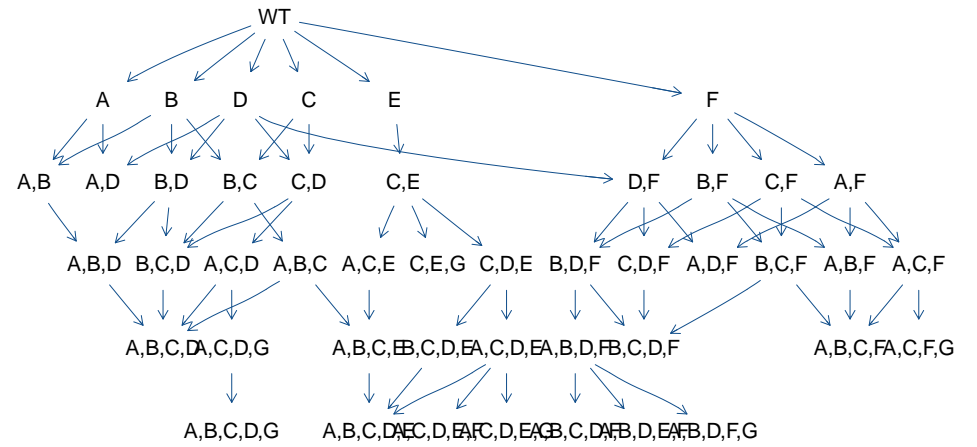 WT
A B D C E F
A,B A,D B,D B,C C,D C,E D,F B,F C,F A,F
A,B,D B,C,D A,C,D A,B,C A,C,E C,E,G C,D,E B,D,F C,D,F A,D,F B,C,F A,B,F A,C,F
A,B,C,D A,C,D,G A,B,C,E B,C,D,E A,C,D,E A,B,D,F B,C,D,F A,B,C,F A,C,F,G
A,B,C,D,G A,B,C,D,E A,C,D,E,F A,C,D,E,G A,B,C,D,F A,B,D,E,F A,B,D,F,G